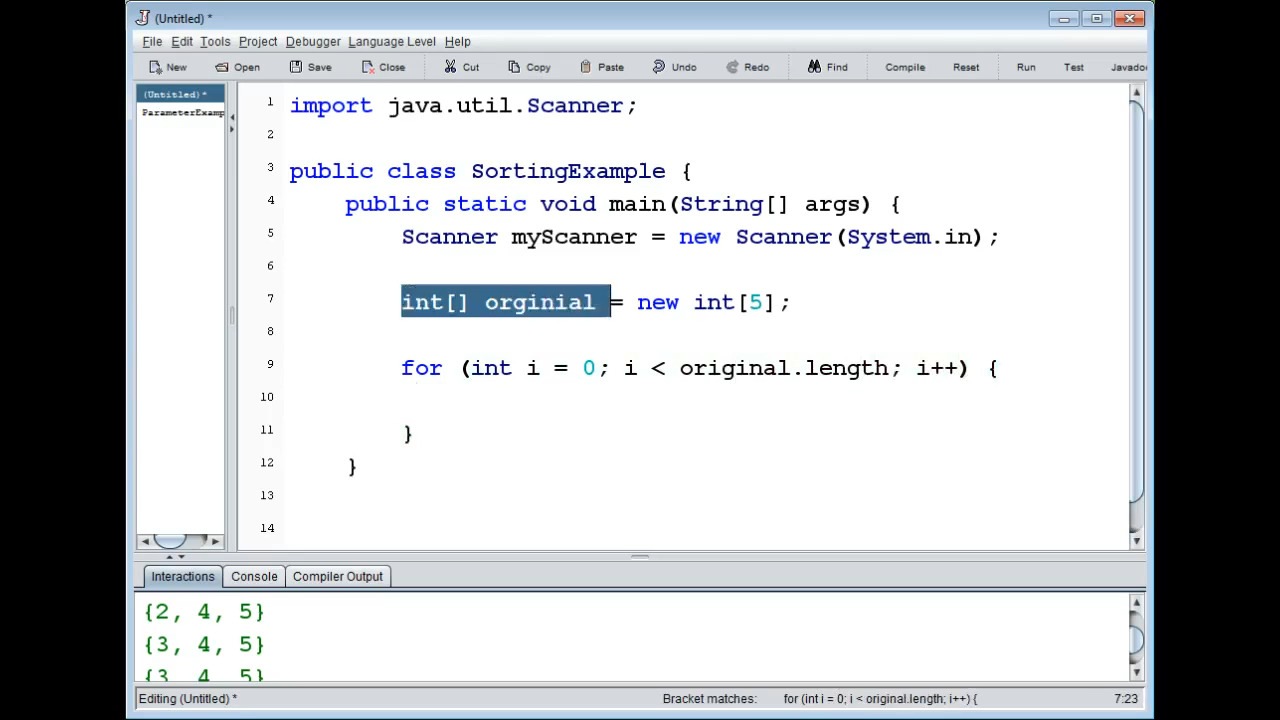 (Untitled) *
File Edit Tools Project Debugger Language Level Help
New Open Save Close Cut Copy Paste Undo Redo Find Compile Reset Run Test Javado
(Untitled) *
ParameterExamp
1 import java.util.Scanner;
2
3 public class SortingExample {
4 public static void main(String[] args) {
5 Scanner myScanner = new Scanner(System.in);
6
7 int[] orginial = new int[5];
8
9 for (int i = 0; i < original.length; i++) {
10
11 }
12 }
13
14
Interactions Console Compiler Output
{2, 4, 5}
{3, 4, 5}
{3, 4, 5}
Editing (Untitled) * Bracket matches: for (int i = 0; i < original.length; i++) { 7:23